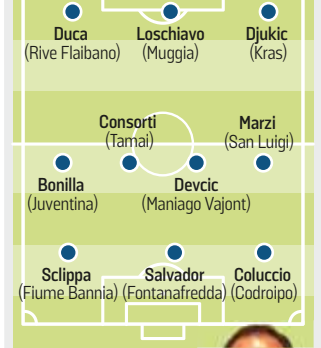 Duca Loschiavo Djukic
(Rive Flaibano) (Muggia) (Kras)
Consorti Marzi
(Tamai) (San Luigi)
Bonilla Devcic
(Juventina) (Maniago Vajont)
Sclippa Salvador Coluccio
(Fiume Bannia) (Fontanafredda) (Codroipo)